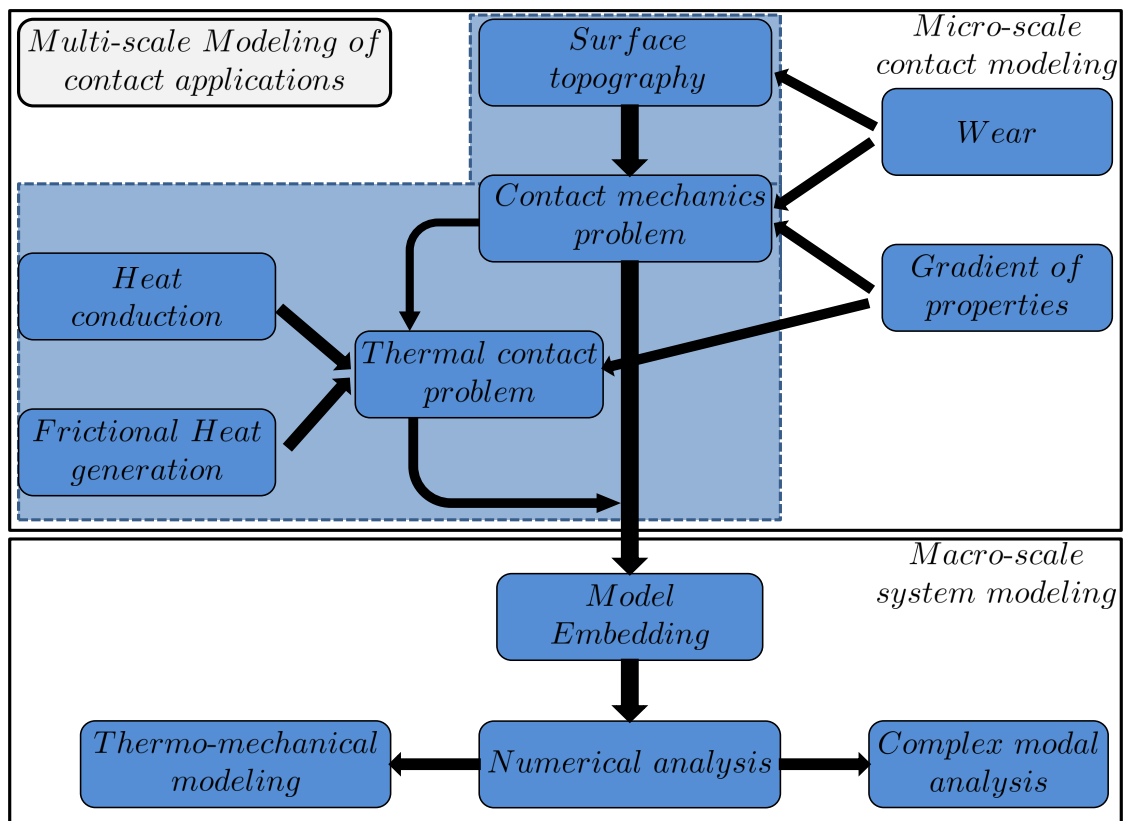 Multi-scale Modeling of
contact applications
Surface
topography
Micro-scale
contact modeling
Wear
Contact mechanics
problem
Heat
conduction
Gradient of
properties
Thermal contact
problem
Frictional Heat
generation
Macro-scale
system modeling
Model
Embedding
Thermo-mechanical
modeling
Numerical analysis
Complex modal
analysis